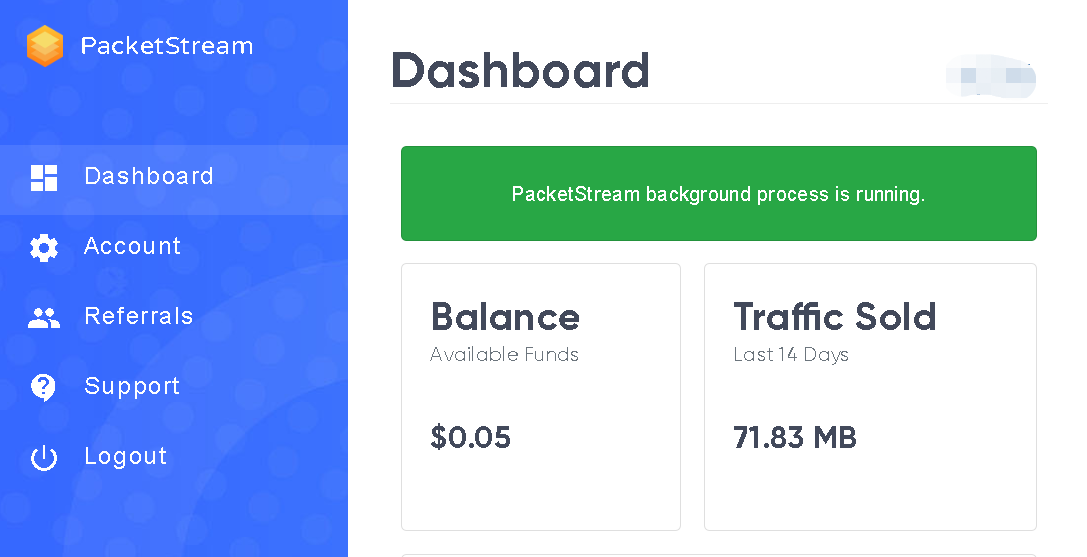 PacketStream
Dashboard
Account
Referrals
Support
Logout
Dashboard
PacketStream background process is running.
Balance
Available Funds
$0.05
Traffic Sold
Last 14 Days
71.83 MB